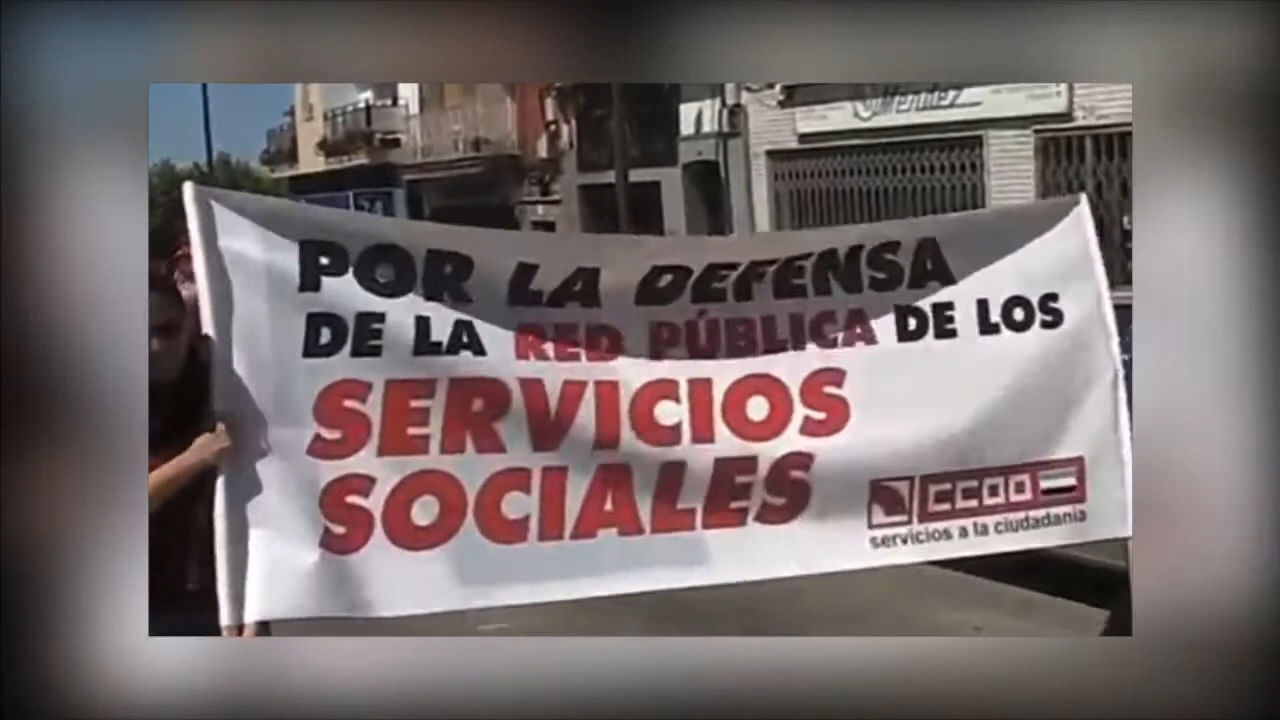 POR LA DEFENSA
DE LA RED PÚBLICA DE LOS
SERVICIOS
SOCIALES
CCOO
servicios a la ciudadanía